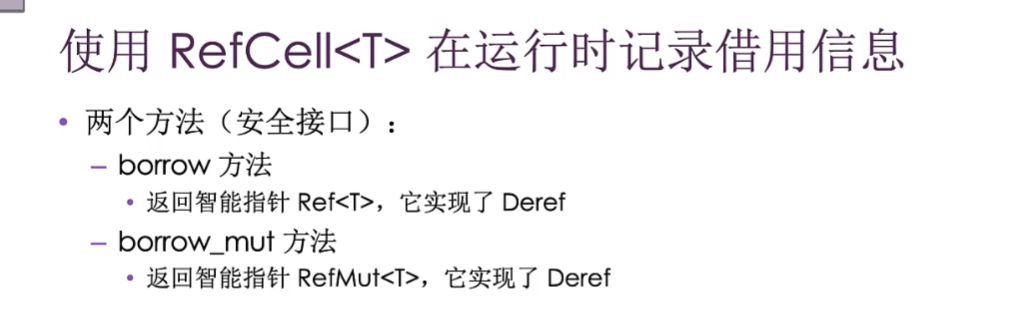 使用 RefCell<T> 在运行时记录借用信息
• 两个方法（安全接口）：
– borrow 方法
• 返回智能指针 Ref<T>，它实现了 Deref
– borrow_mut 方法
• 返回智能指针 RefMut<T>，它实现了 Deref